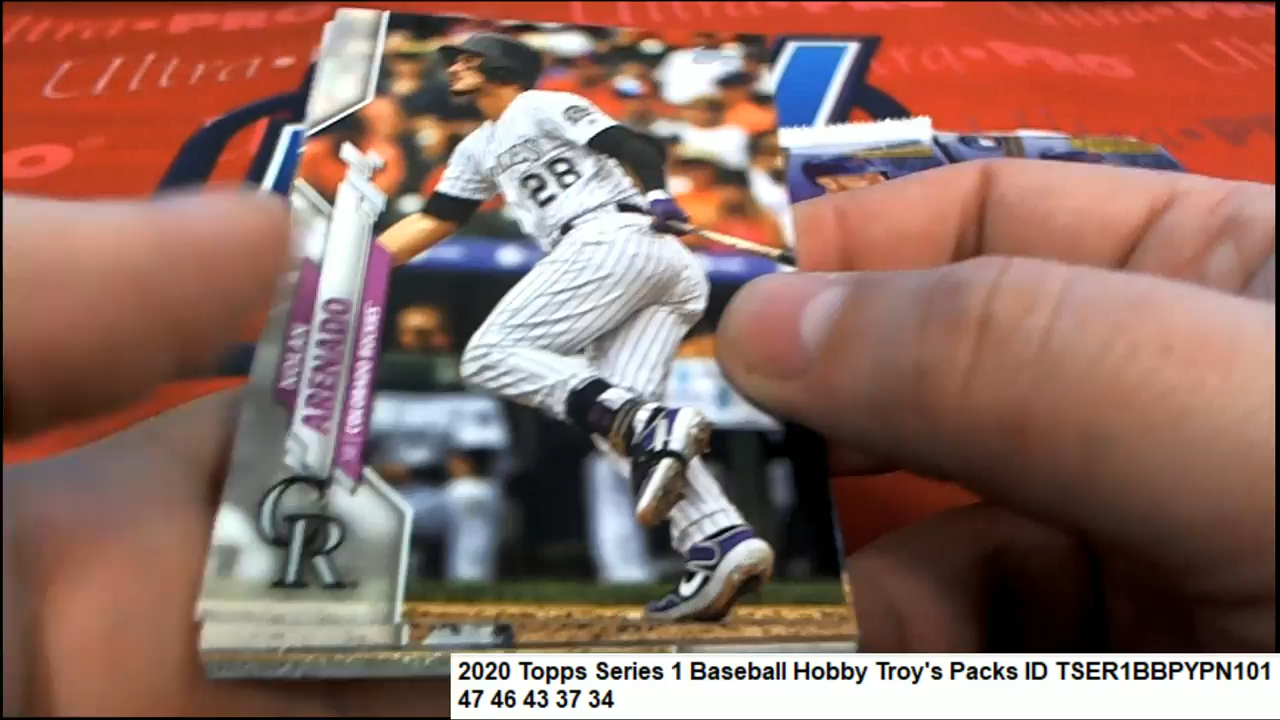 Ultra•PRO
Ultra•PRO
28
NOLAN
ARENADO
COLORADO ROCKIES
CR
2020 Topps Series 1 Baseball Hobby Troy's Packs ID TSER1BBPYPN101
47 46 43 37 34